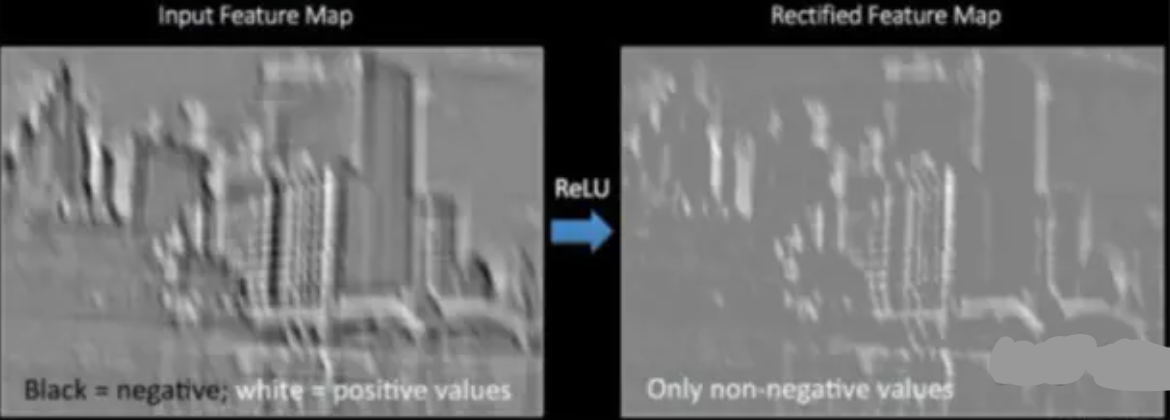 Input Feature Map
Rectified Feature Map
ReLU
Black = negative; white = positive values
Only non-negative values